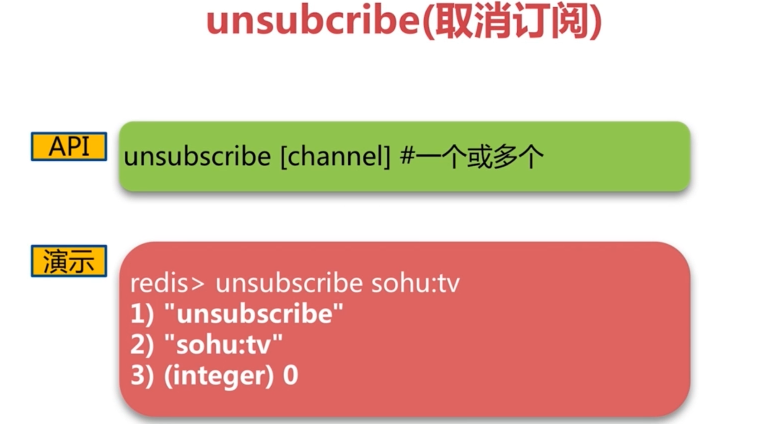 unsubcribe(取消订阅)
API
unsubscribe [channel] #一个或多个
演示
redis> unsubscribe sohu:tv
1) "unsubscribe"
2) "sohu:tv"
3) (integer) 0